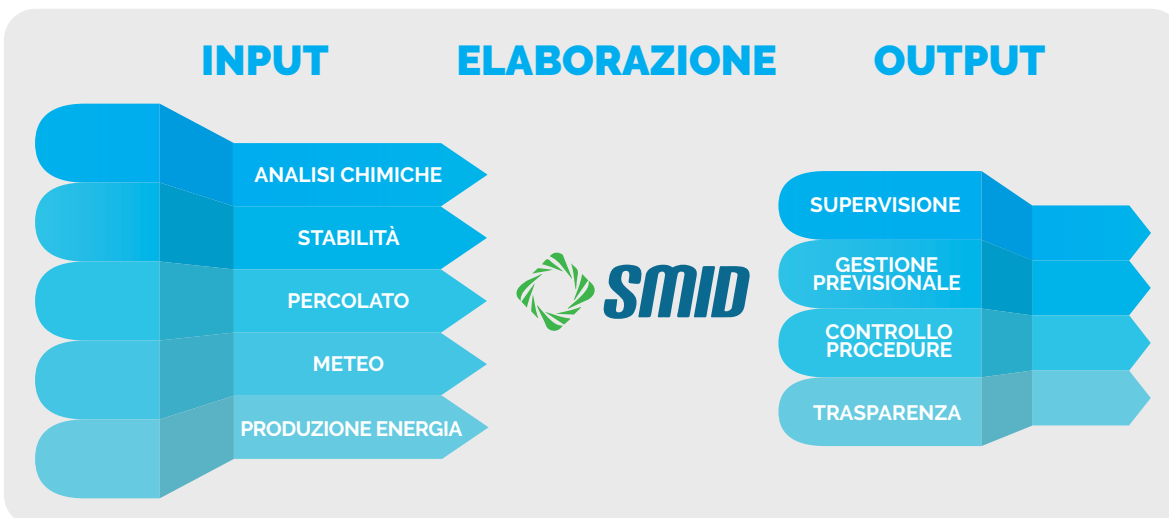 INPUT
ELABORAZIONE
OUTPUT
ANALISI CHIMICHE
STABILITÀ
PERCOLATO
METEO
PRODUZIONE ENERGIA
SMID
SUPERVISIONE
GESTIONE
PREVISIONALE
CONTROLLO
PROCEDURE
TRASPARENZA